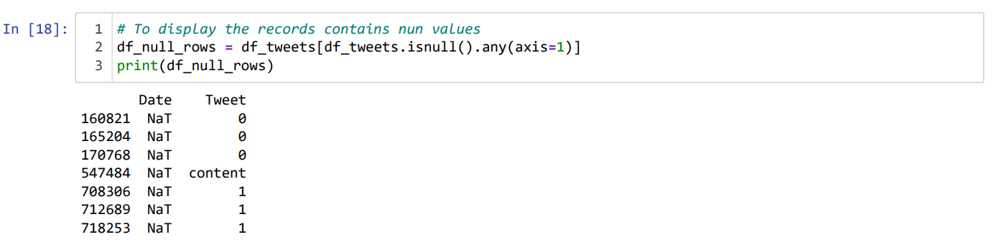 In [18]: 1 # To display the records contains nun values
2 df_null_rows = df_tweets[df_tweets.isnull().any(axis=1)]
3 print(df_null_rows)
Date Tweet
160821 NaT 0
165204 NaT 0
170768 NaT 0
547484 NaT content
708306 NaT 1
712689 NaT 1
718253 NaT 1